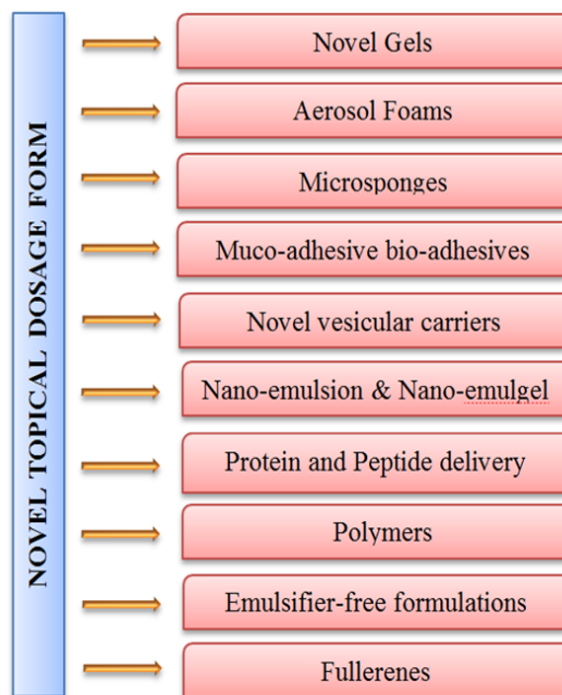 NOVEL TOPICAL DOSAGE FORM
Novel Gels
Aerosol Foams
Microsponges
Muco-adhesive bio-adhesives
Novel vesicular carriers
Nano-emulsion & Nano-emulgel
Protein and Peptide delivery
Polymers
Emulsifier-free formulations
Fullerenes